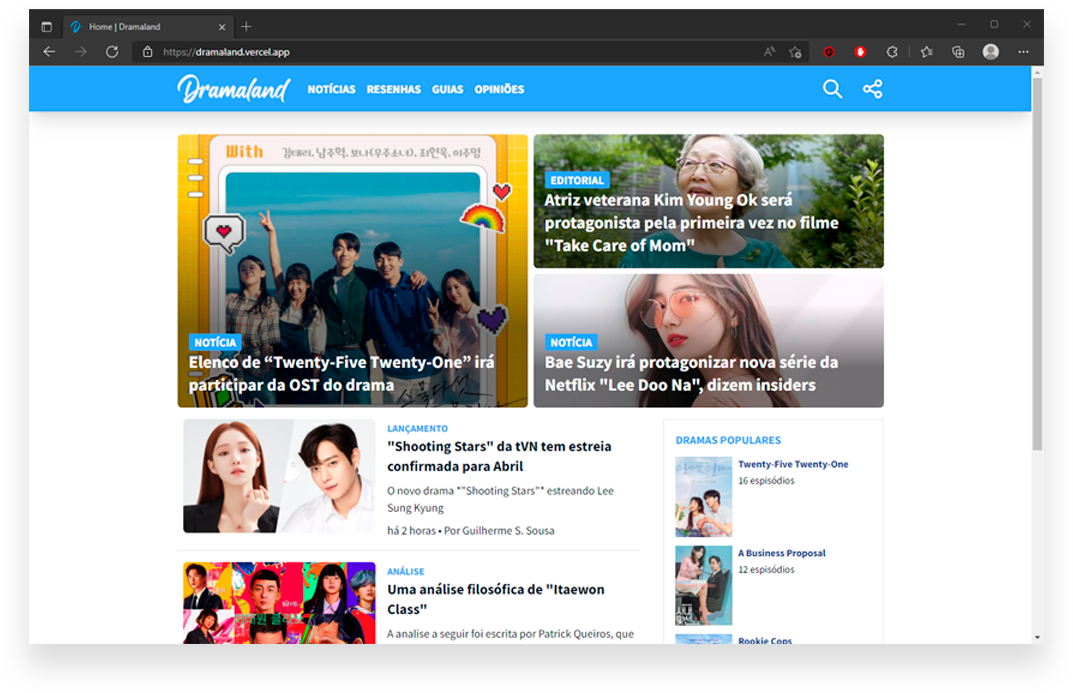 Home | Dramaland
https://dramaland.vercel.app
Dramaland
NOTÍCIAS RESENHAS GUIAS OPINIÕES
With 김태리, 남주혁, 보나(우주소녀), 최현욱, 이주명
NOTÍCIA
Elenco de “Twenty-Five Twenty-One” irá
participar da OST do drama
EDITORIAL
Atriz veterana Kim Young Ok será
protagonista pela primeira vez no filme
"Take Care of Mom"
NOTÍCIA
Bae Suzy irá protagonizar nova série da
Netflix "Lee Doo Na", dizem insiders
LANÇAMENTO
"Shooting Stars" da tVN tem estreia
confirmada para Abril
O novo drama *"Shooting Stars"* estreando Lee
Sung Kyung
há 2 horas • Por Guilherme S. Sousa
ANÁLISE
Uma análise filosófica de "Itaewon
Class"
A analise a seguir foi escrita por Patrick Queiros, que
DRAMAS POPULARES
Twenty-Five Twenty-One
16 episódios
A Business Proposal
12 episódios
Rookie Cops